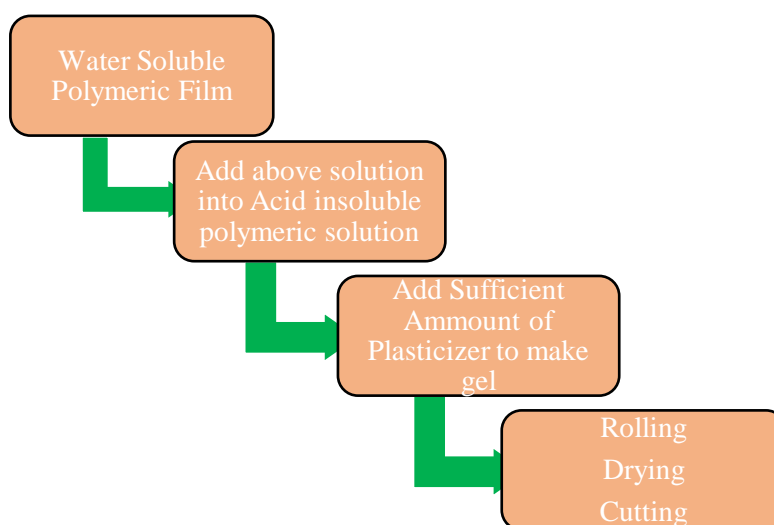 Water Soluble
Polymeric Film
Add above solution
into Acid insoluble
polymeric solution
Add Sufficient
Ammount of
Plasticizer to make
gel
Rolling
Drying
Cutting